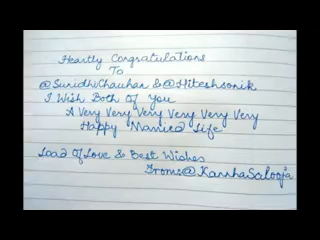 Heartly Congratulations
To
@SunidhiChauhan & @Hiteshsonik
I Wish Both Of You
A Very Very Very Very Very Very
Happy Married Life
Load Of Love & Best Wishes
From:@KanhaSalooja